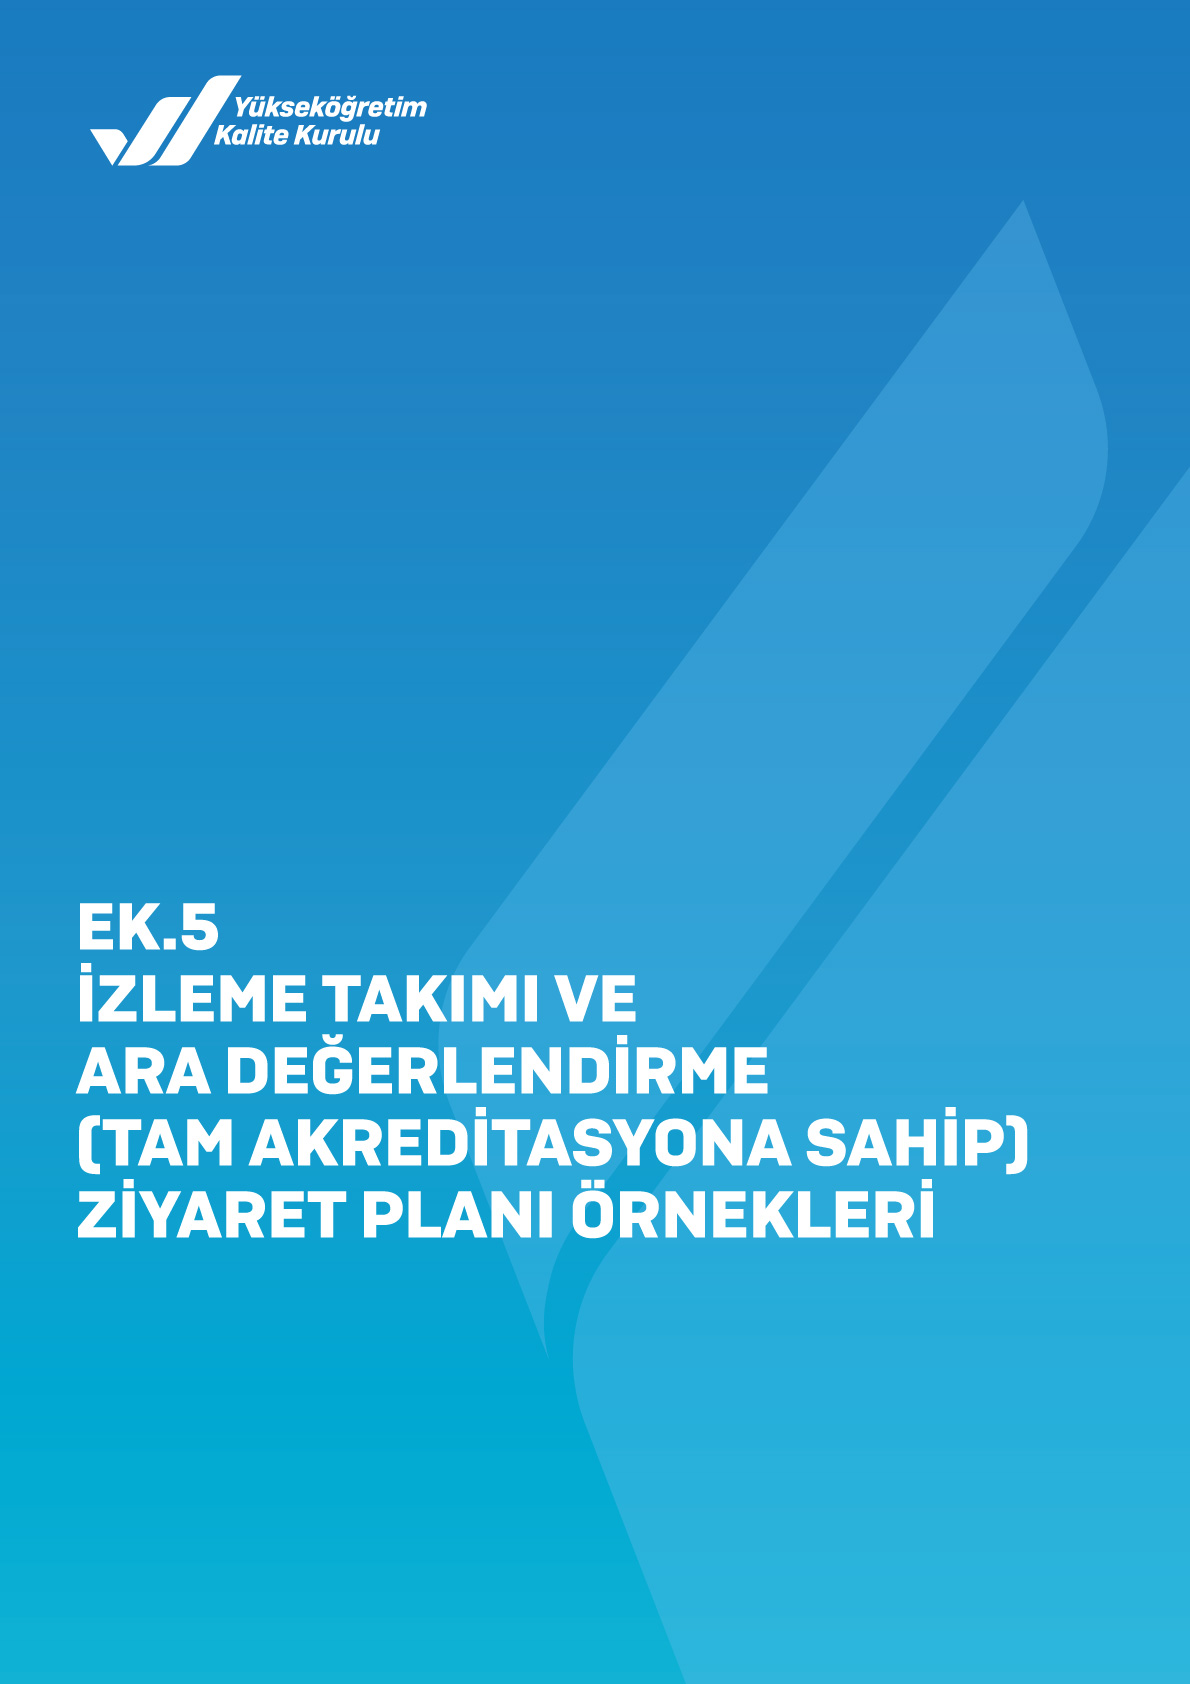 Yükseköğretim
Kalite Kurulu
EK.5
İZLEME TAKIMI VE
ARA DEĞERLENDİRME
(TAM AKREDİTASYONA SAHİP)
ZİYARET PLANI ÖRNEKLERİ